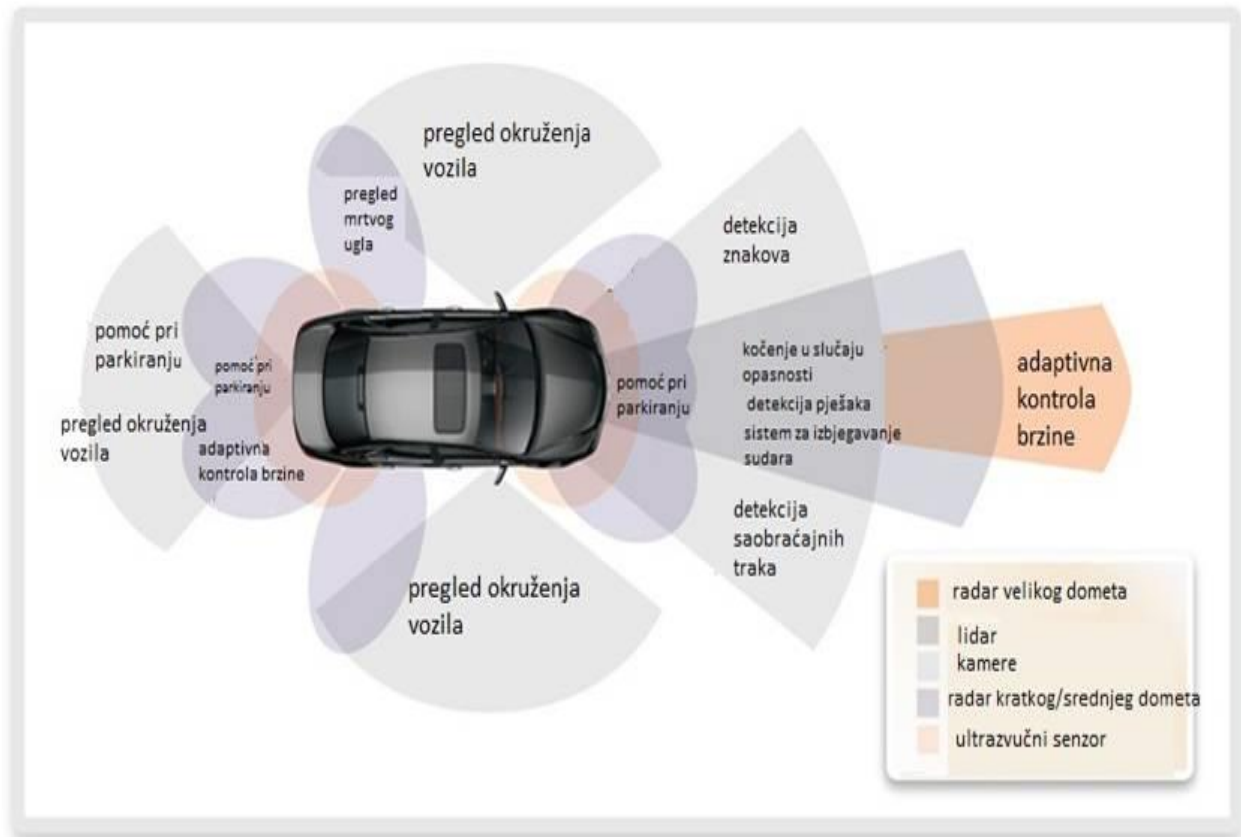 pregled okruženja
vozila
pregled
mrtvog
ugla
detekcija
znakova
pomoć pri
parkiranju
pomoć pri
parkiranju
pregled okruženja
vozila
adaptivna
kontrola brzine
pomoć pri
parkiranju
kočenje u slučaju
opasnosti
detekcija pješaka
sistem za izbjegavanje
sudara
adaptivna
kontrola
brzine
detekcija
saobraćajnih
traka
pregled okruženja
vozila
radar velikog dometa
lidar
kamere
radar kratkog/srednjeg dometa
ultrazvučni senzor